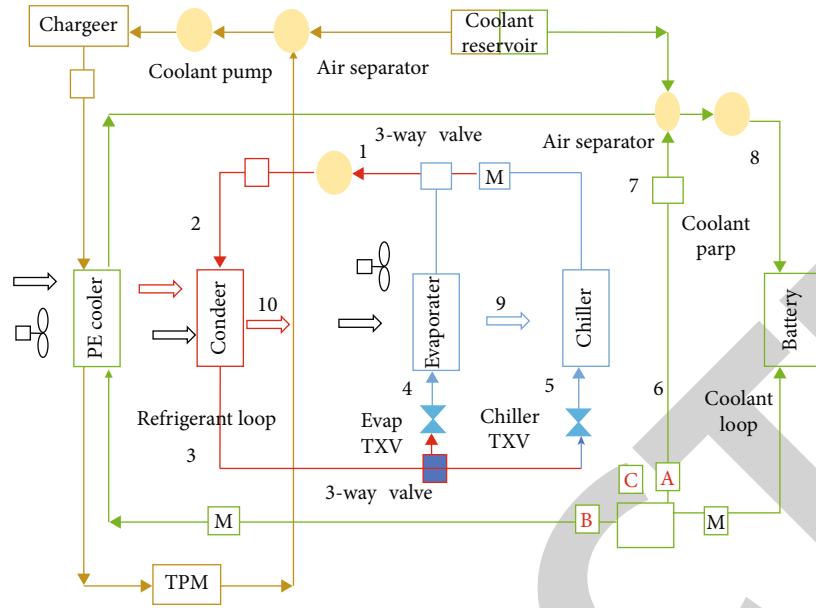 Chargeer
Coolant pump
Air separator
Coolant
reservoir
3-way valve
Air separator
1
M
8
7
2
Coolant
parp
PE cooler
Condeer
10
Evaporater
9
Chiller
Battery
4
5
6
Refrigerant loop
3
Evap
TXV
Chiller
TXV
Coolant
loop
3-way valve
C
A
M
B
M
TPM